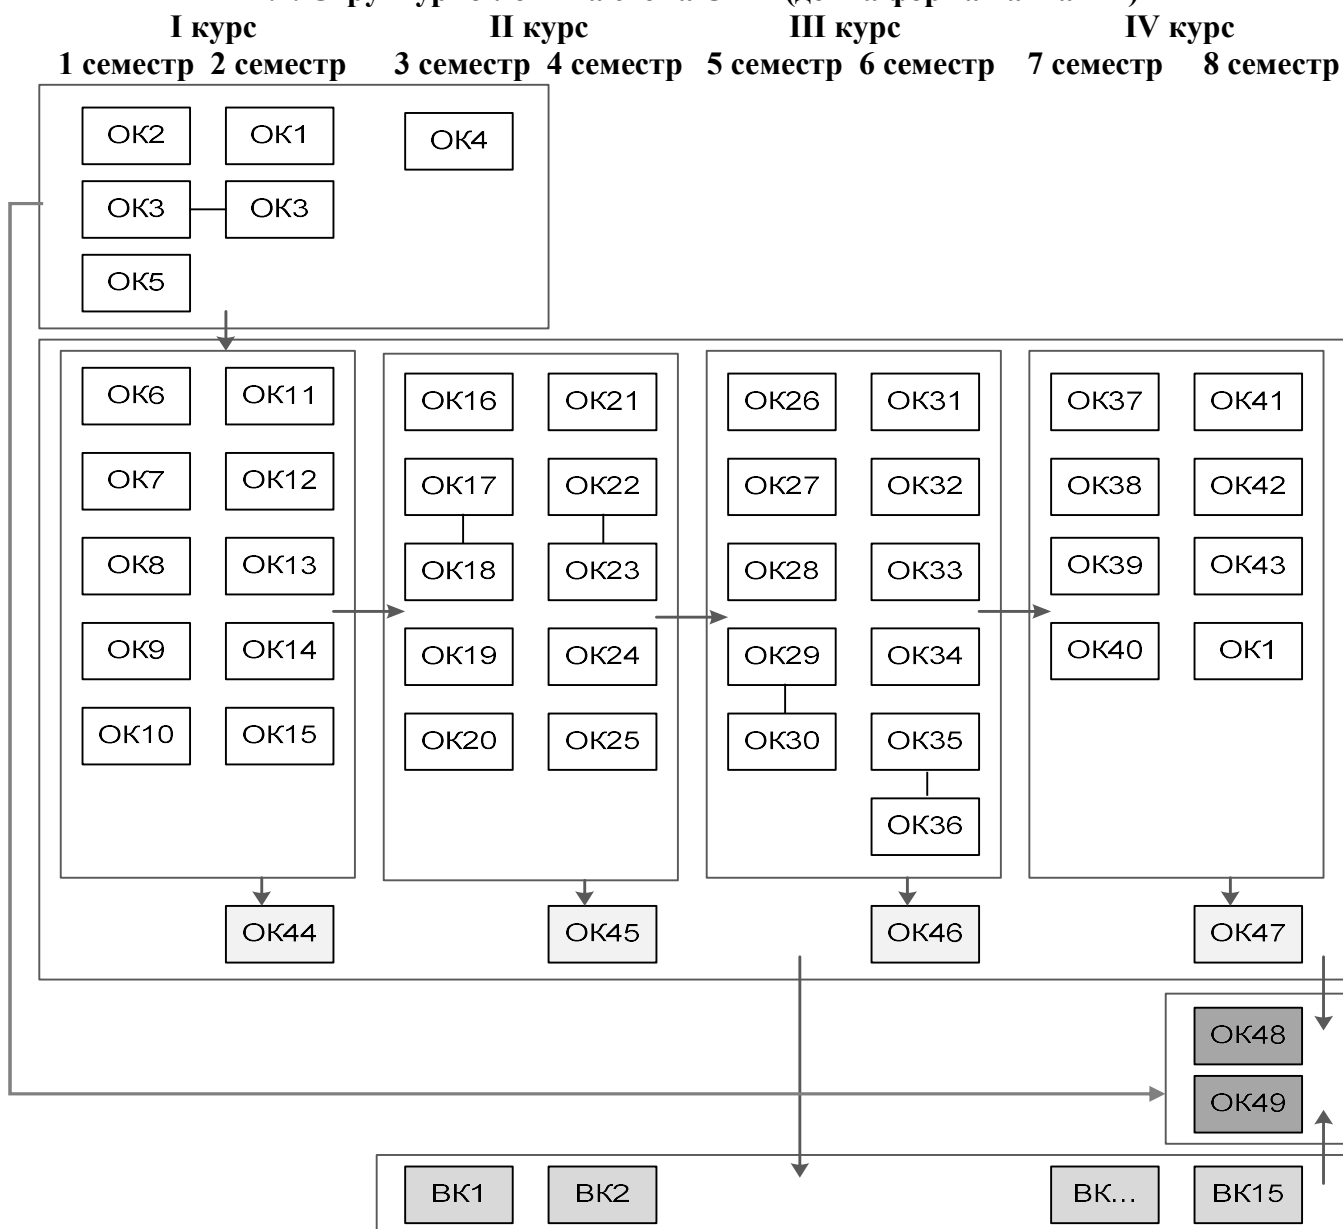 I курс II курс III курс IV курс
1 семестр 2 семестр 3 семестр 4 семестр 5 семестр 6 семестр 7 семестр 8 семестр
ОК2 ОК1 ОК4
ОК3 ОК3
ОК5
ОК6 ОК11 ОК16 ОК21 ОК26 ОК31 ОК37 ОК41
ОК7 ОК12 ОК17 ОК22 ОК27 ОК32 ОК38 ОК42
ОК8 ОК13 ОК18 ОК23 ОК28 ОК33 ОК39 ОК43
ОК9 ОК14 ОК19 ОК24 ОК29 ОК34 ОК40 ОК1
ОК10 ОК15 ОК20 ОК25 ОК30 ОК35
ОК36
ОК44 ОК45 ОК46 ОК47
ОК48
ОК49
ВК1 ВК2 ВК... ВК15